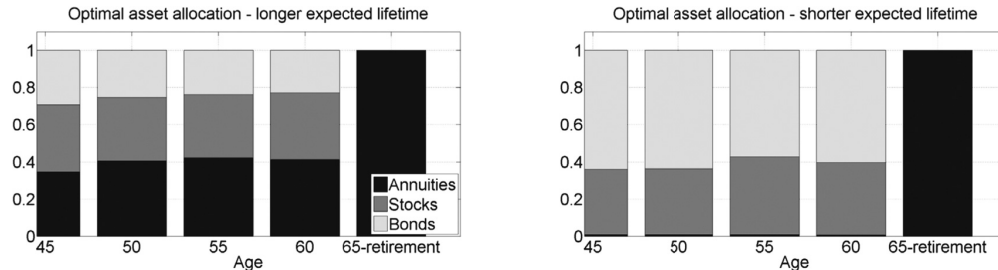 Optimal asset allocation - longer expected lifetime
1
0.8
0.6
0.4
0.2
0
Annuities
Stocks
Bonds
45 50 55 60 65-retirement
Age
Optimal asset allocation - shorter expected lifetime
1
0.8
0.6
0.4
0.2
0
45 50 55 60 65-retirement
Age